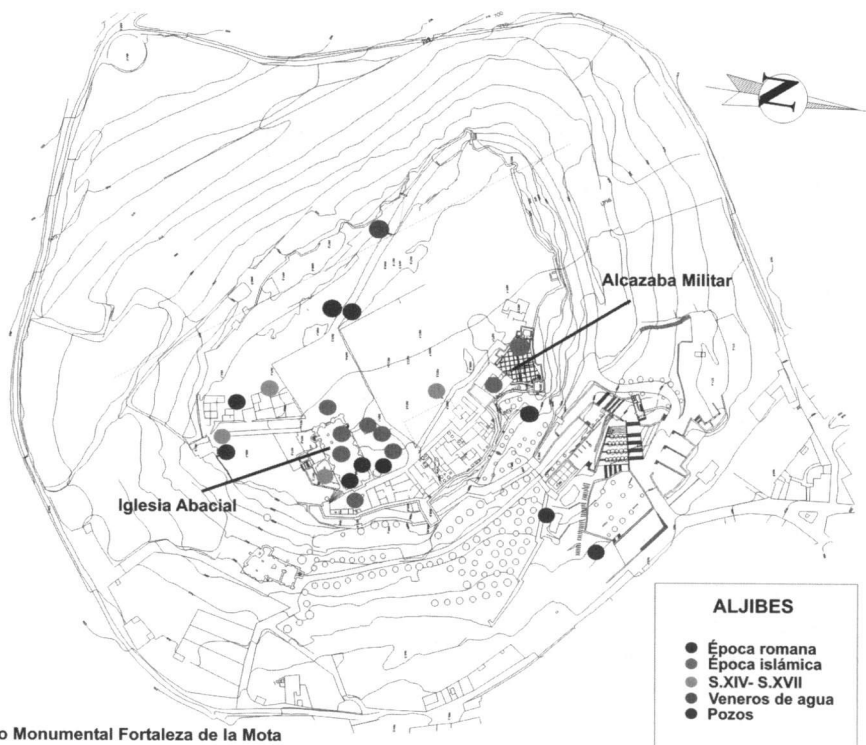 N
Alcazaba Militar
Iglesia Abacial
ALJIBES
Época romana
Época islámica
S.XIV- S.XVII
Veneros de agua
Pozos
o Monumental Fortaleza de la Mota